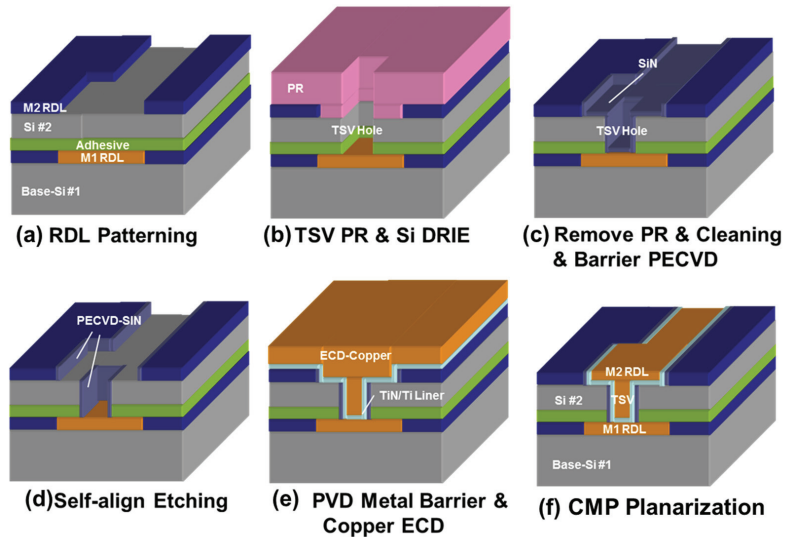 M2 RDL
Si #2
Adhesive
M1 RDL
Base-Si #1
(a) RDL Patterning
PR
TSV Hole
(b) TSV PR & Si DRIE
SiN
TSV Hole
(c) Remove PR & Cleaning
& Barrier PECVD
PECVD-SiN
(d)Self-align Etching
ECD-Copper
TiN/Ti Liner
(e) PVD Metal Barrier &
Copper ECD
M2 RDL
Si #2
TSV
M1 RDL
Base-Si #1
(f) CMP Planarization